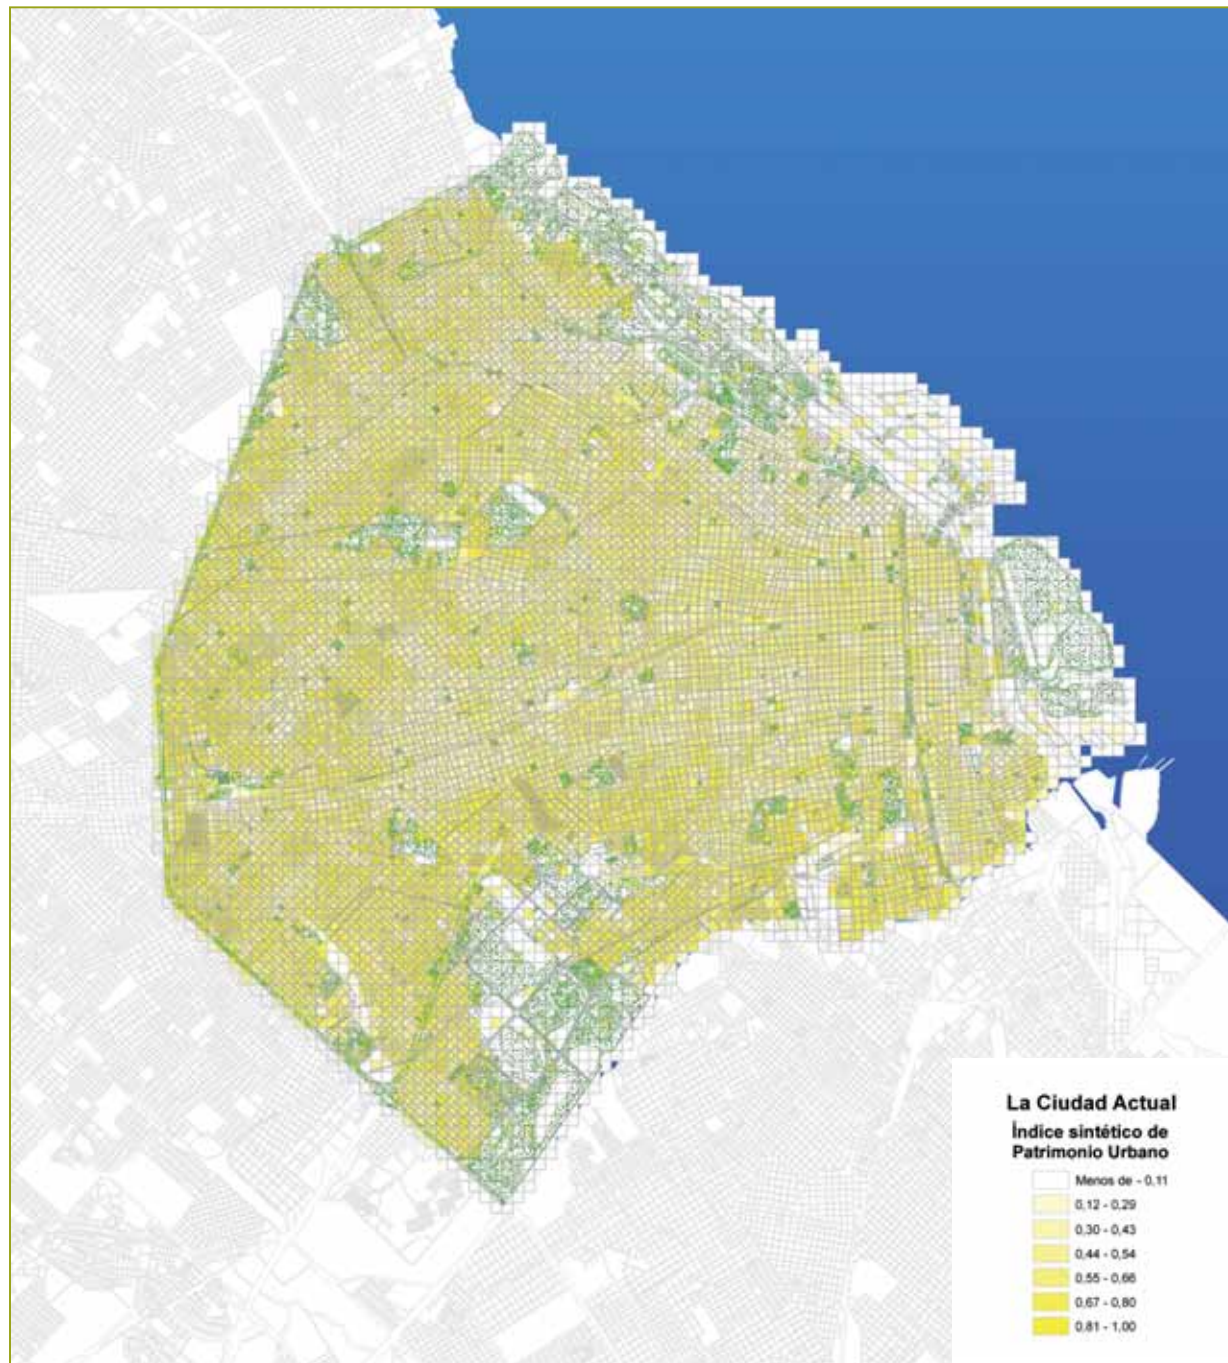 La Ciudad Actual
Índice sintético de
Patrimonio Urbano
Menos de - 0,11
0,12 - 0,29
0,30 - 0,43
0,44 - 0,54
0,55 - 0,66
0,67 - 0,80
0,81 - 1,00